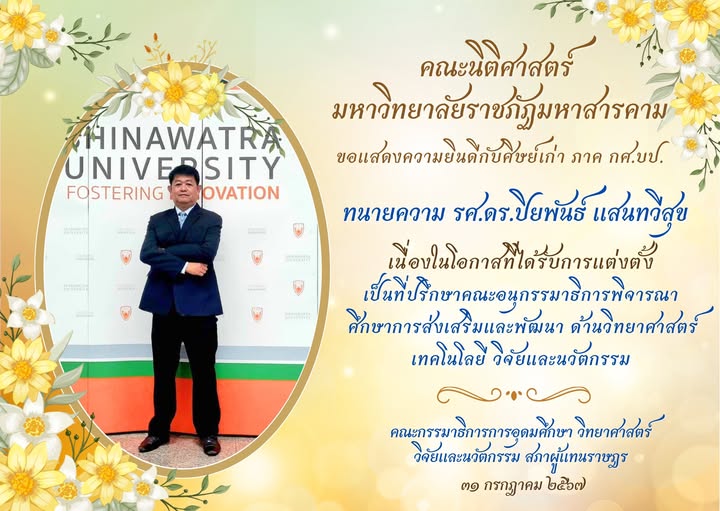 HINAWATRA
UNIVERSITY
FOSTERING INNOVATION
คณะนิติศาสตร์
มหาวิทยาลัยราชภัฏมหาสารคาม
ขอแสดงความยินดีกับศิษย์เก่า ภาค กศ.บป.
ทนายความ รศ.ดร.ปิยพันธ์ แสนทวีสุข
เนื่องในโอกาสที่ได้รับการแต่งตั้ง
เป็นที่ปรึกษาคณะอนุกรรมาธิการพิจารณา
ศึกษาการส่งเสริมและพัฒนา ด้านวิทยาศาสตร์
เทคโนโลยี วิจัยและนวัตกรรม
คณะกรรมาธิการการอุดมศึกษา วิทยาศาสตร์
วิจัยและนวัตกรรม สภาผู้แทนราษฎร
๓๑ กรกฎาคม ๒๕๖๗